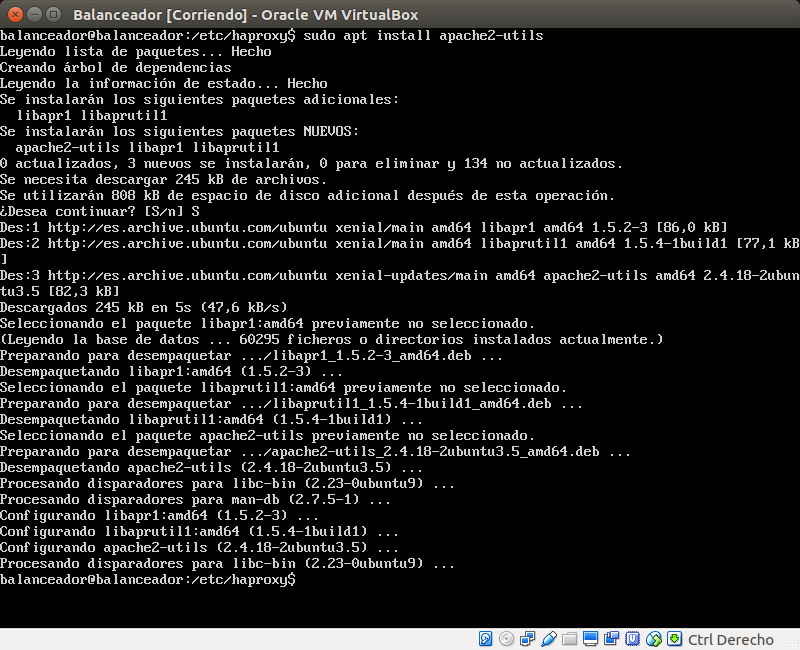 Balanceador [Corriendo] - Oracle VM VirtualBox
balanceador@balanceador:/etc/haproxy$ sudo apt install apache2-utils
Leyendo lista de paquetes... Hecho
Creando árbol de dependencias
Leyendo la información de estado... Hecho
Se instalarán los siguientes paquetes adicionales:
  libapr1 libaprutil1
Se instalarán los siguientes paquetes NUEVOS:
  apache2-utils libapr1 libaprutil1
0 actualizados, 3 nuevos se instalarán, 0 para eliminar y 134 no actualizados.
Se necesita descargar 245 kB de archivos.
Se utilizarán 808 kB de espacio de disco adicional después de esta operación.
¿Desea continuar? [S/n] S
Des:1 http://es.archive.ubuntu.com/ubuntu xenial/main amd64 libapr1 amd64 1.5.2-3 [86,0 kB]
Des:2 http://es.archive.ubuntu.com/ubuntu xenial/main amd64 libaprutil1 amd64 1.5.4-1build1 [77,1 kB
]
Des:3 http://es.archive.ubuntu.com/ubuntu xenial-updates/main amd64 apache2-utils amd64 2.4.18-2ubun
tu3.5 [82,3 kB]
Descargados 245 kB en 5s (47,6 kB/s)
Seleccionando el paquete libapr1:amd64 previamente no seleccionado.
(Leyendo la base de datos ... 60295 ficheros o directorios instalados actualmente.)
Preparando para desempaquetar .../libapr1_1.5.2-3_amd64.deb ...
Desempaquetando libapr1:amd64 (1.5.2-3) ...
Seleccionando el paquete libaprutil1:amd64 previamente no seleccionado.
Preparando para desempaquetar .../libaprutil1_1.5.4-1build1_amd64.deb ...
Desempaquetando libaprutil1:amd64 (1.5.4-1build1) ...
Seleccionando el paquete apache2-utils previamente no seleccionado.
Preparando para desempaquetar .../apache2-utils_2.4.18-2ubuntu3.5_amd64.deb ...
Desempaquetando apache2-utils (2.4.18-2ubuntu3.5) ...
Procesando disparadores para libc-bin (2.23-0ubuntu9) ...
Procesando disparadores para man-db (2.7.5-1) ...
Configurando libapr1:amd64 (1.5.2-3) ...
Configurando libaprutil1:amd64 (1.5.4-1build1) ...
Configurando apache2-utils (2.4.18-2ubuntu3.5) ...
Procesando disparadores para libc-bin (2.23-0ubuntu9) ...
balanceador@balanceador:/etc/haproxy$
Ctrl Derecho